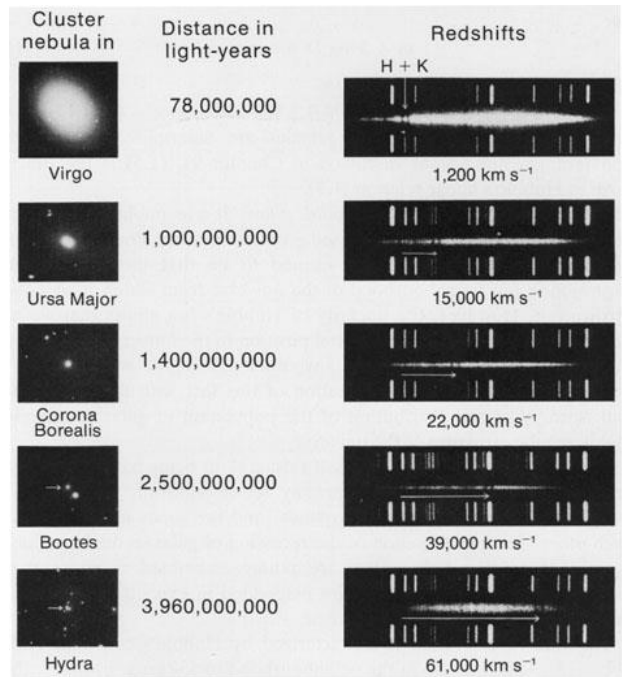 Cluster
nebula in
Distance in
light-years
Redshifts
H + K
78,000,000
Virgo
1,200 km s⁻¹
1,000,000,000
Ursa Major
15,000 km s⁻¹
1,400,000,000
Corona
Borealis
22,000 km s⁻¹
2,500,000,000
Bootes
39,000 km s⁻¹
3,960,000,000
Hydra
61,000 km s⁻¹